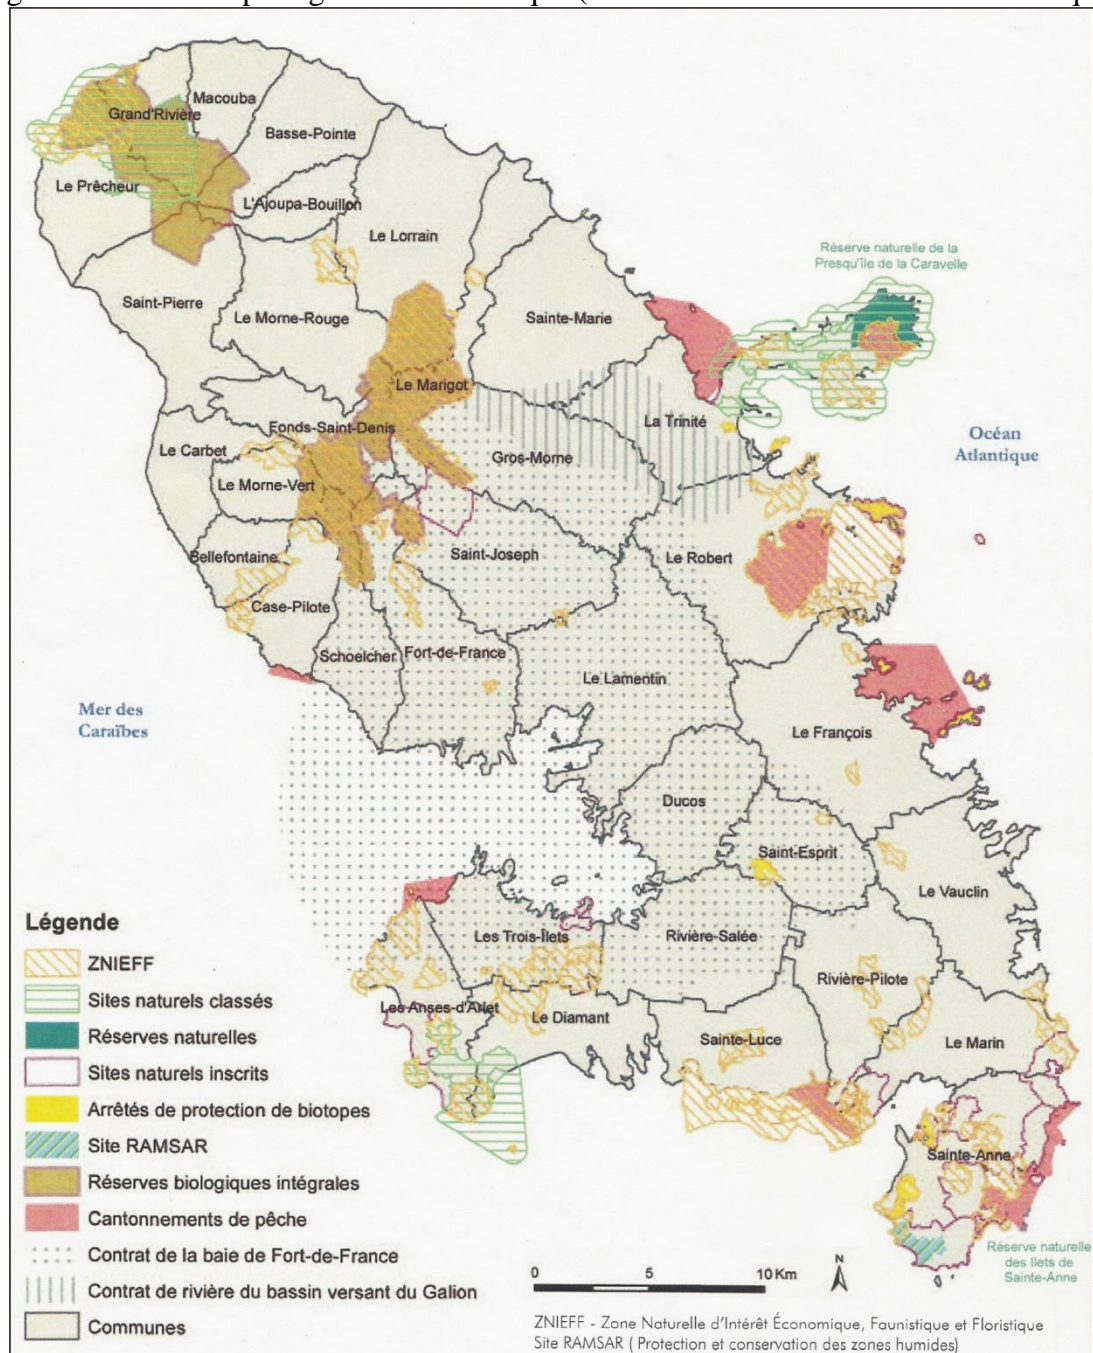 Grand'Rivière
Macouba
Basse-Pointe
Le Prêcheur
L'Ajoupa-Bouillon
Le Lorrain
Réserve naturelle de la
Presqu'île de la Caravelle
Saint-Pierre
Le Morne-Rouge
Sainte-Marie
Le Marigot
La Trinité
Fonds-Saint-Denis
Océan
Atlantique
Le Carbet
Gros-Morne
Le Morne-Vert
Bellefontaine
Saint-Joseph
Le Robert
Case-Pilote
Schoelcher
Fort-de-France
Le Lamentin
Mer des
Caraïbes
Le François
Ducos
Saint-Esprit
Le Vauclin
Les Trois-Îlets
Rivière-Salée
Rivière-Pilote
Les Anses-d'Arlet
Le Diamant
Sainte-Luce
Le Marin
Sainte-Anne
Réserve naturelle
des Ilets de
Sainte-Anne
Légende
ZNIEFF
Sites naturels classés
Réserves naturelles
Sites naturels inscrits
Arrêtés de protection de biotopes
Site RAMSAR
Réserves biologiques intégrales
Cantonnements de pêche
Contrat de la baie de Fort-de-France
Contrat de rivière du bassin versant du Galion
Communes
0 5 10 Km
N
ZNIEFF - Zone Naturelle d'Intérêt Économique, Faunistique et Floristique
Site RAMSAR ( Protection et conservation des zones humides)